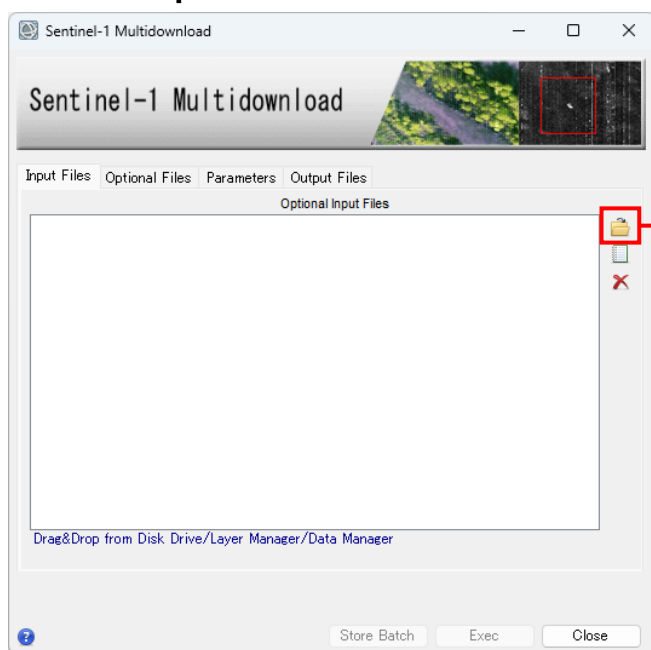 Sentinel-1 Multidownload
Sentinel-1 Multidownload
Input Files Optional Files Parameters Output Files
Optional Input Files
Drag&Drop from Disk Drive/Layer Manager/Data Manager
Store Batch Exec Close